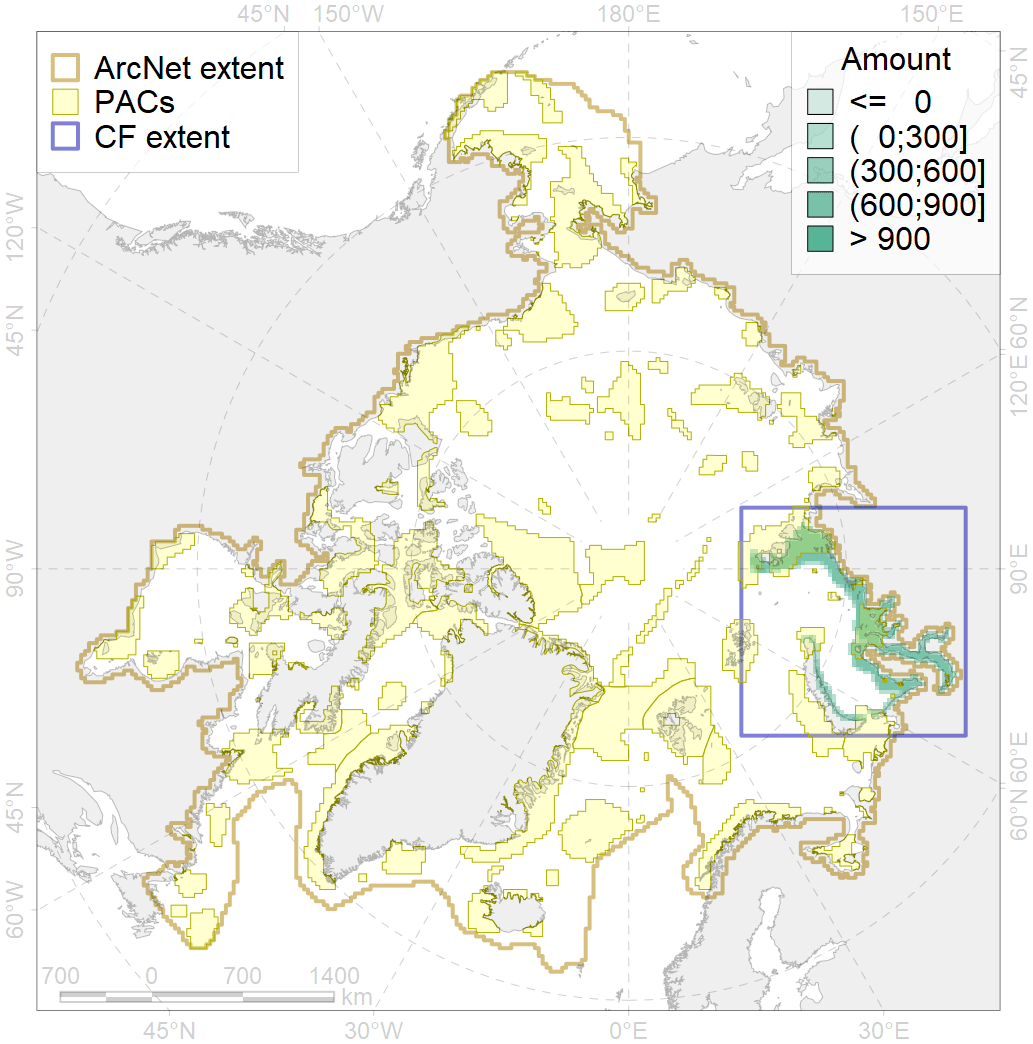 45°N 150°W 180°E 150°E
ArcNet extent
PACs
CF extent
Amount
<= 0
( 0;300]
(300;600]
(600;900]
> 900
45°N
120°W
45°N
60°N
120°E
90°W
90°E
45°N
60°E
60°N
60°W
700 0 700 1400
km
45°N 30°W 0°E 30°E